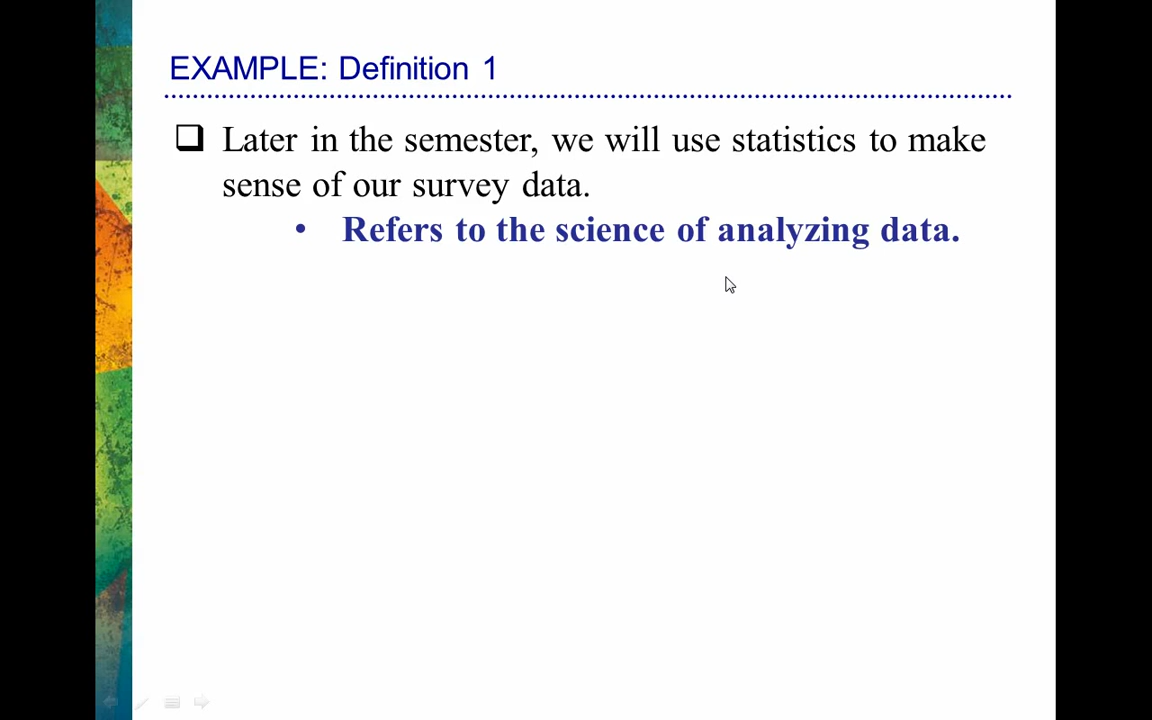 EXAMPLE: Definition 1
❑ Later in the semester, we will use statistics to make
sense of our survey data.
• Refers to the science of analyzing data.